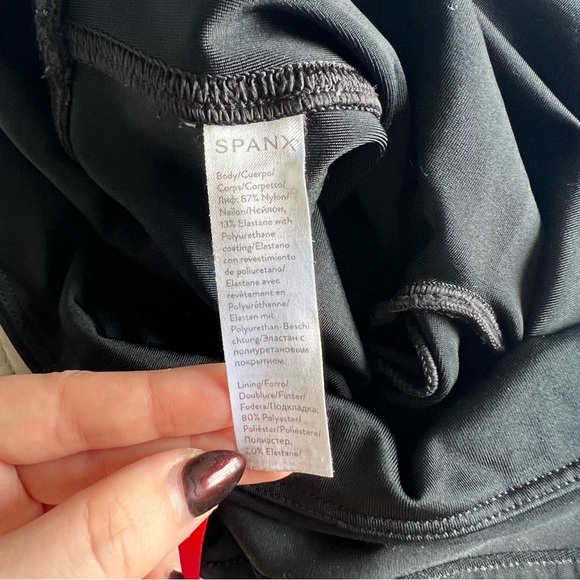 SPANX
Body/Cuerpo/
Corps/Corpetto/
Лиф: 87% Nylon/
Nailon/Нейлон,
13% Elastane with
Polyurethane
coating/Elastano
con revestimiento
de poliuretano/
Elastane avec
revêtement en
Polyuréthanne/
Elasten mit
Polyurethan-Beschi
chtung/Эластан с
полиуретановым
покрытием.
Lining/Forro/
Doublure/Futter/
Fodera/Подкладка:
80% Polyester/
Poliéster/Poliestere/
Полиэстер,
20% Elastane/